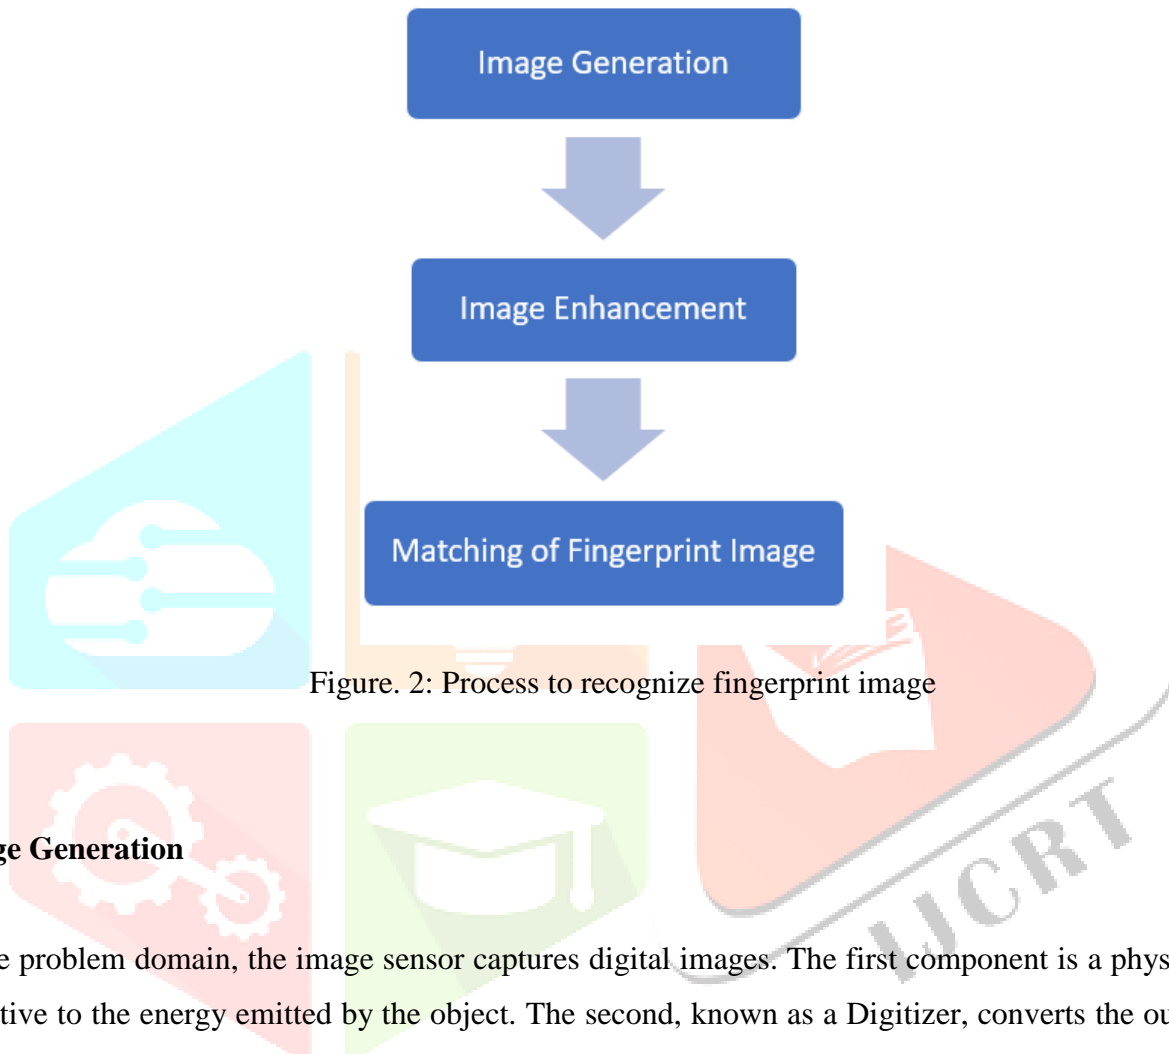 Image Generation
Image Enhancement
Matching of Fingerprint Image
Figure. 2: Process to recognize fingerprint image
ge Generation
e problem domain, the image sensor captures digital images. The first component is a phys
tive to the energy emitted by the object. The second, known as a Digitizer, converts the ou
IJCRT